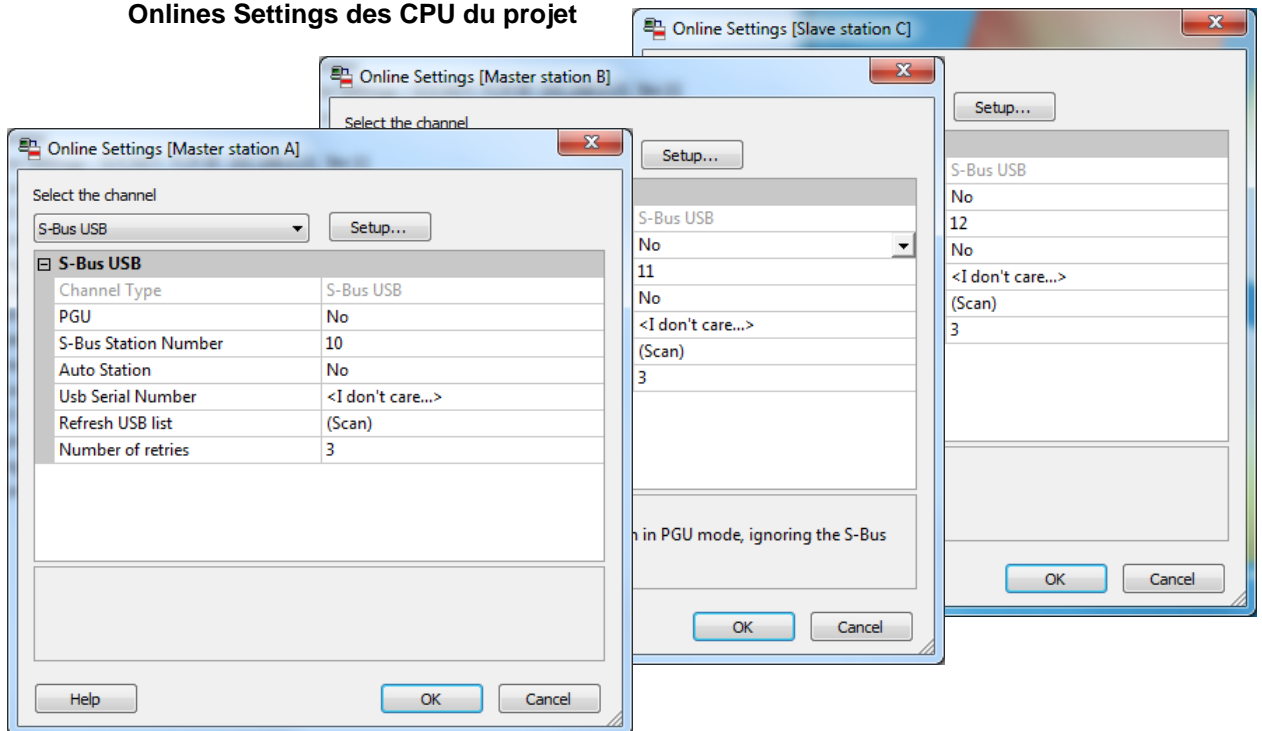 Onlines Settings des CPU du projet
Online Settings [Slave station C]
Setup...
S-Bus USB
No
12
No
<I don't care...>
(Scan)
3
OK Cancel
Online Settings [Master station B]
Select the channel
Setup...
S-Bus USB
No
11
No
<I don't care...>
(Scan)
3
in PGU mode, ignoring the S-Bus
OK Cancel
Online Settings [Master station A]
Select the channel
S-Bus USB Setup...
S-Bus USB
Channel Type S-Bus USB
PGU No
S-Bus Station Number 10
Auto Station No
Usb Serial Number <I don't care...>
Refresh USB list (Scan)
Number of retries 3
Help OK Cancel